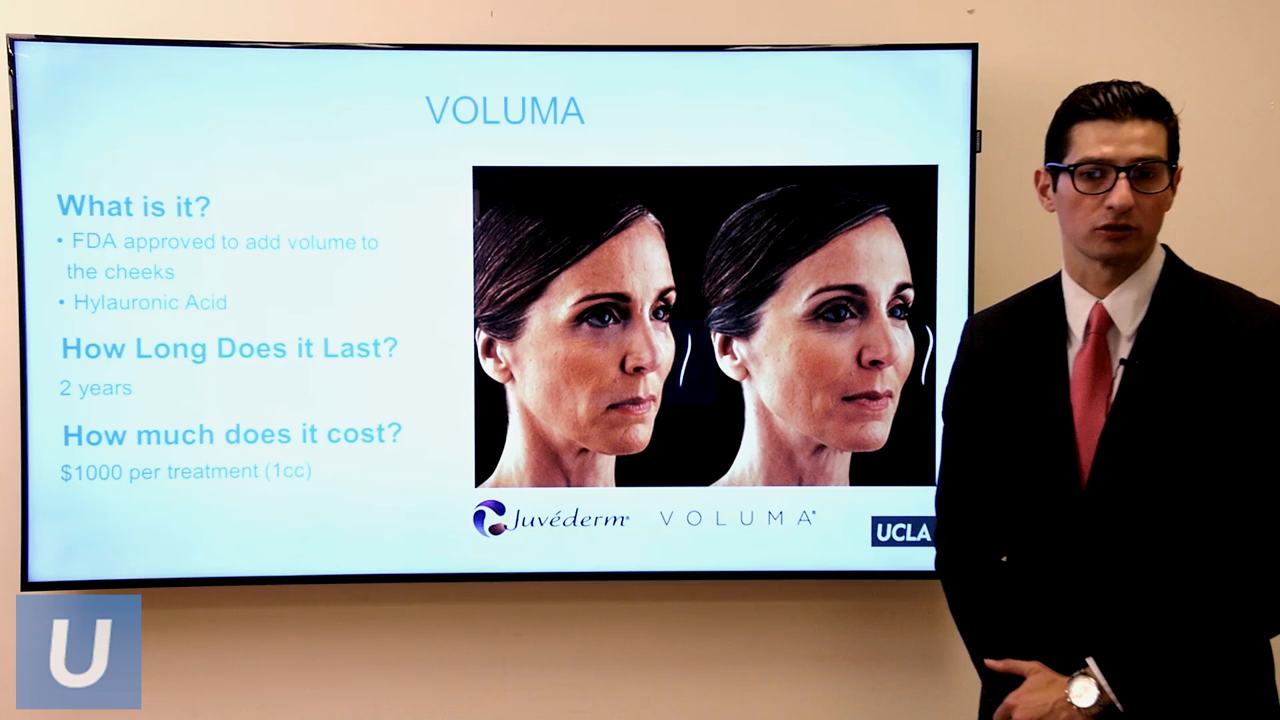 VOLUMA
What is it?
• FDA approved to add volume to
the cheeks
• Hylauronic Acid
How Long Does it Last?
2 years
How much does it cost?
$1000 per treatment (1cc)
Juvéderm® VOLUMA®
UCLA
U